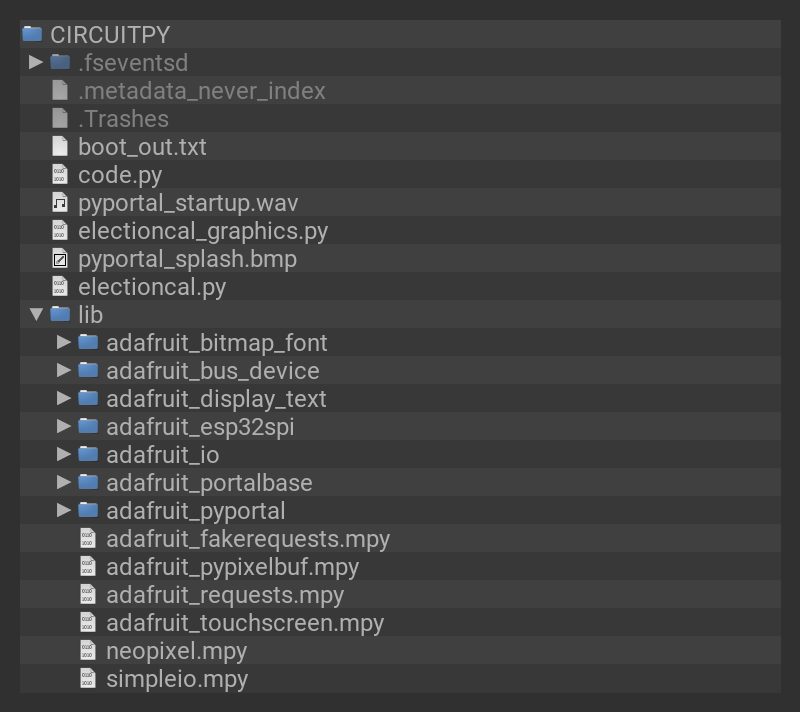 CIRCUITPY
.fseventsd
.metadata_never_index
.Trashes
boot_out.txt
code.py
pyportal_startup.wav
electioncal_graphics.py
pyportal_splash.bmp
electioncal.py
lib
adafruit_bitmap_font
adafruit_bus_device
adafruit_display_text
adafruit_esp32spi
adafruit_io
adafruit_portalbase
adafruit_pyportal
adafruit_fakerequests.mpy
adafruit_pypixelbuf.mpy
adafruit_requests.mpy
adafruit_touchscreen.mpy
neopixel.mpy
simpleio.mpy